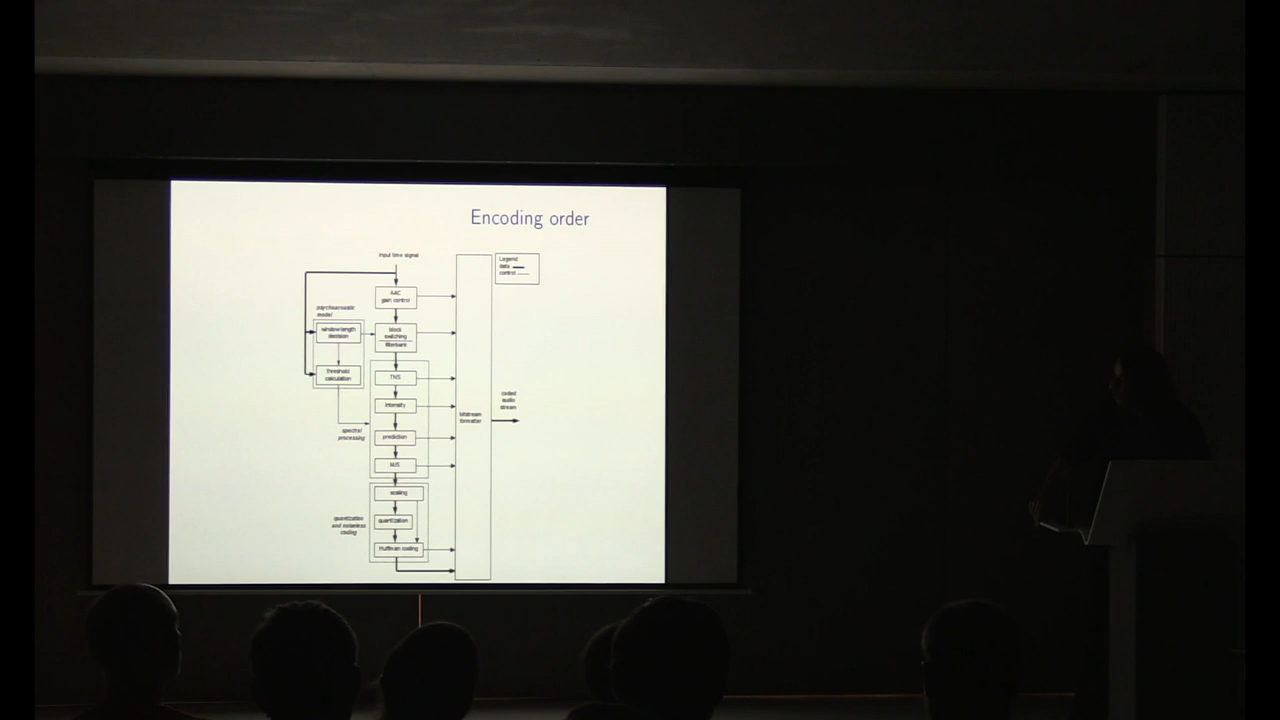 Encoding order
input time signal
Legend:
data
control
AAC
gain control
psychoacoustic
model
window length
decision
block
switching
filterbank
threshold
calculation
TNS
intensity
coded
audio
stream
bitstream
formatter
spectral
processing
prediction
M/S
scaling
quantization
and noiseless
coding
quantization
Huffman coding